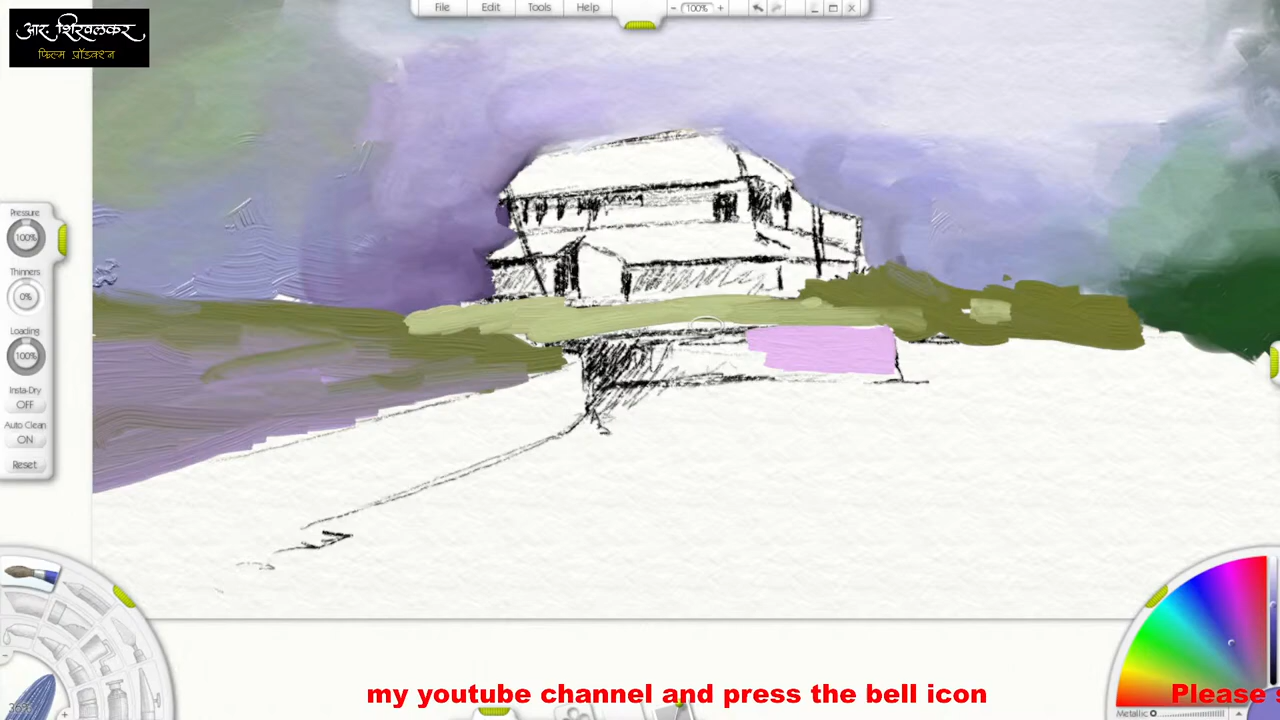 आर. शिरवलकर
फिल्म प्रॉडक्शन
File Edit Tools Help - 100% +
Pressure
100%
Thinners
0%
Loading
100%
Insta-Dry
OFF
Auto Clean
ON
Reset
my youtube channel and press the bell icon Please
Metallic